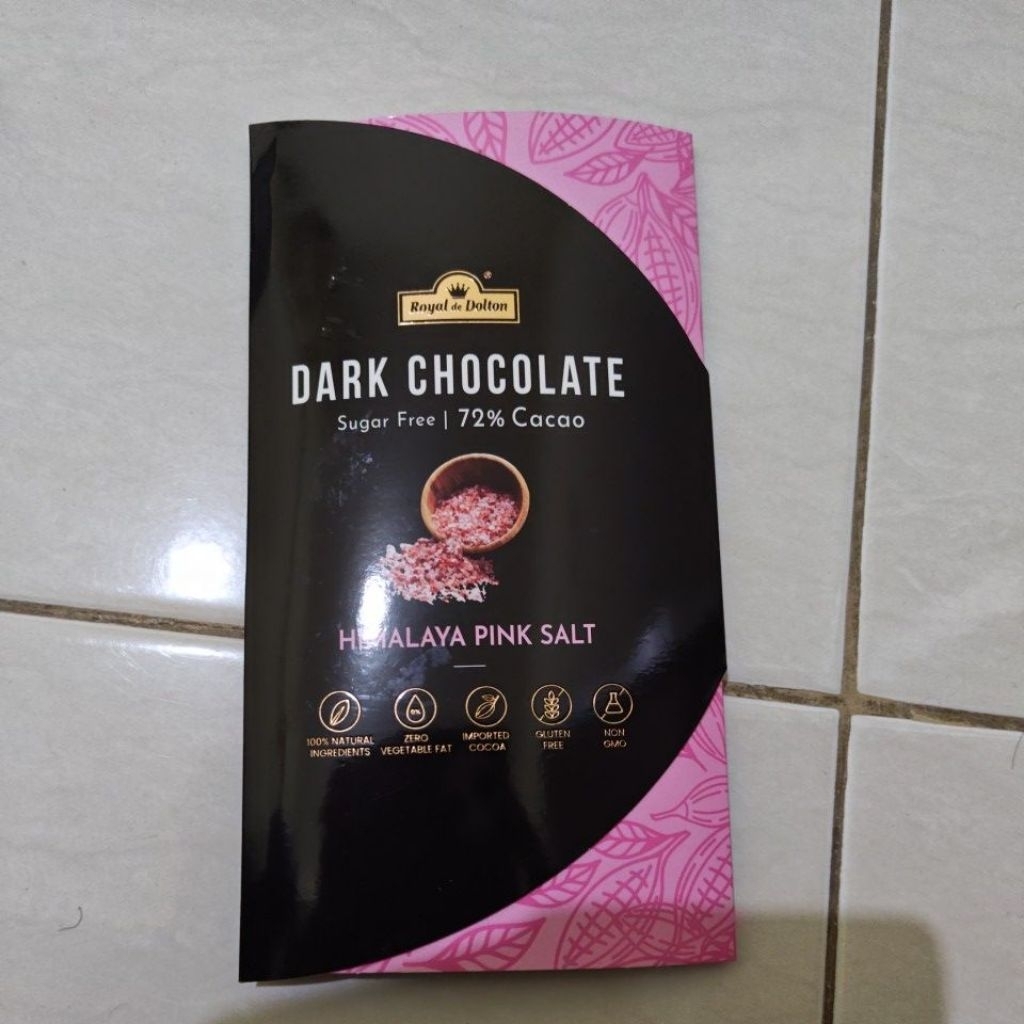 Royal de Dolton
®
DARK CHOCOLATE
Sugar Free | 72% Cacao
HIMALAYA PINK SALT
100% NATURAL
INGREDIENTS
0%
ZERO
VEGETABLE FAT
IMPORTED
COCOA
GLUTEN
FREE
NON
GMO